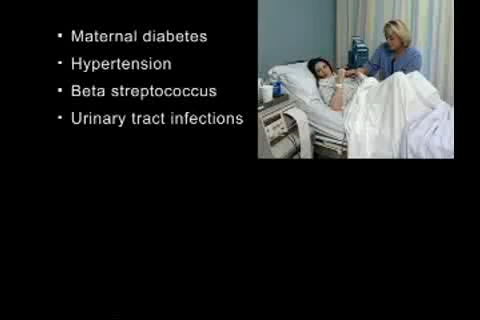 ▪ Maternal diabetes
▪ Hypertension
▪ Beta streptococcus
▪ Urinary tract infections